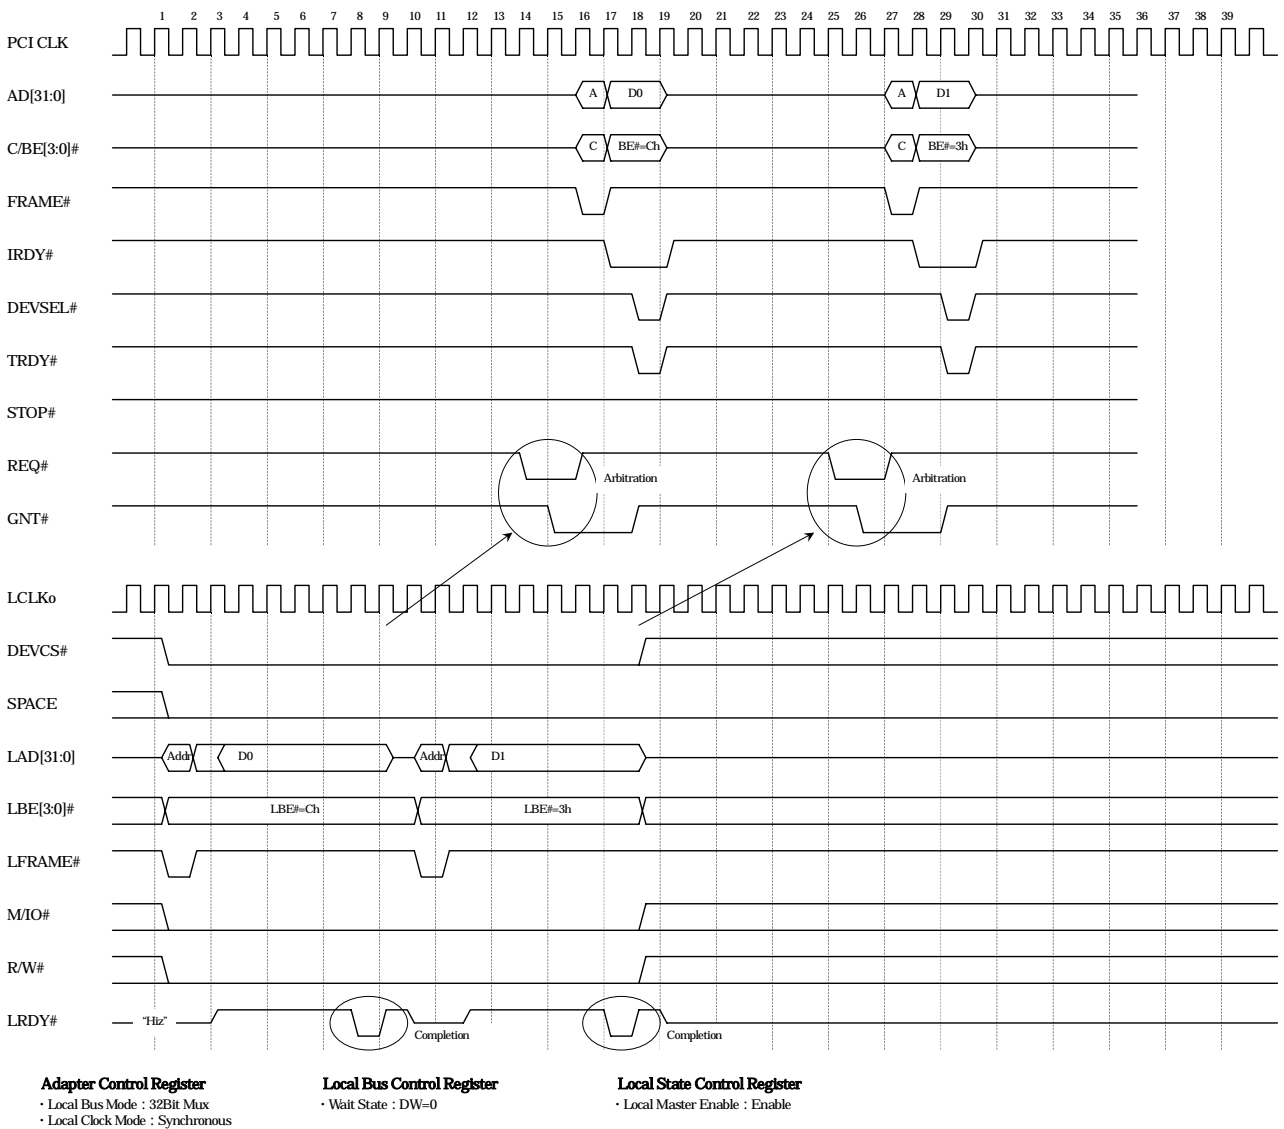 1 2 3 4 5 6 7 8 9 10 11 12 13 14 15 16 17 18 19 20 21 22 23 24 25 26 27 28 29 30 31 32 33 34 35 36 37 38 39
PCI CLK
AD[31:0] A D0 A D1
C/BE[3:0]# C BE#=Ch C BE#=3h
FRAME#
IRDY#
DEVSEL#
TRDY#
STOP#
REQ# Arbitration Arbitration
GNT#
LCLKo
DEVCS#
SPACE
LAD[31:0] Addr D0 Addr D1
LBE[3:0]# LBE#=Ch LBE#=3h
LFRAME#
M/IO#
R/W#
LRDY# "Hiz" Completion Completion
Adapter Control Register Local Bus Control Register Local State Control Register
・Local Bus Mode : 32Bit Mux ・Wait State : DW=0 ・Local Master Enable : Enable
・Local Clock Mode : Synchronous